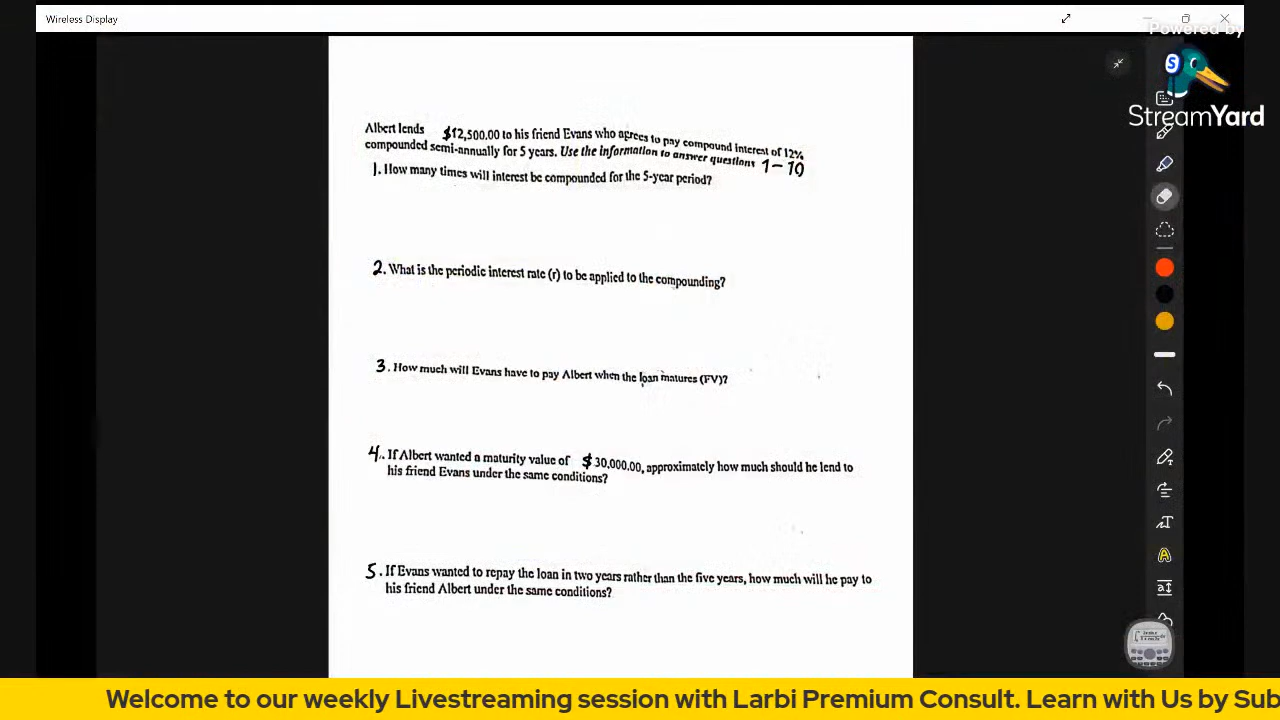 Wireless Display
Powered by
StreamYard
Albert lends $12,500.00 to his friend Evans who agrees to pay compound interest of 12%
compounded semi-annually for 5 years. Use the information to answer questions 1-10
1. How many times will interest be compounded for the 5-year period?
2. What is the periodic interest rate (r) to be applied to the compounding?
3. How much will Evans have to pay Albert when the loan matures (FV)?
4. If Albert wanted a maturity value of $30,000.00, approximately how much should he lend to
his friend Evans under the same conditions?
5. If Evans wanted to repay the loan in two years rather than the five years, how much will he pay to
his friend Albert under the same conditions?
Welcome to our weekly Livestreaming session with Larbi Premium Consult. Learn with Us by Sub